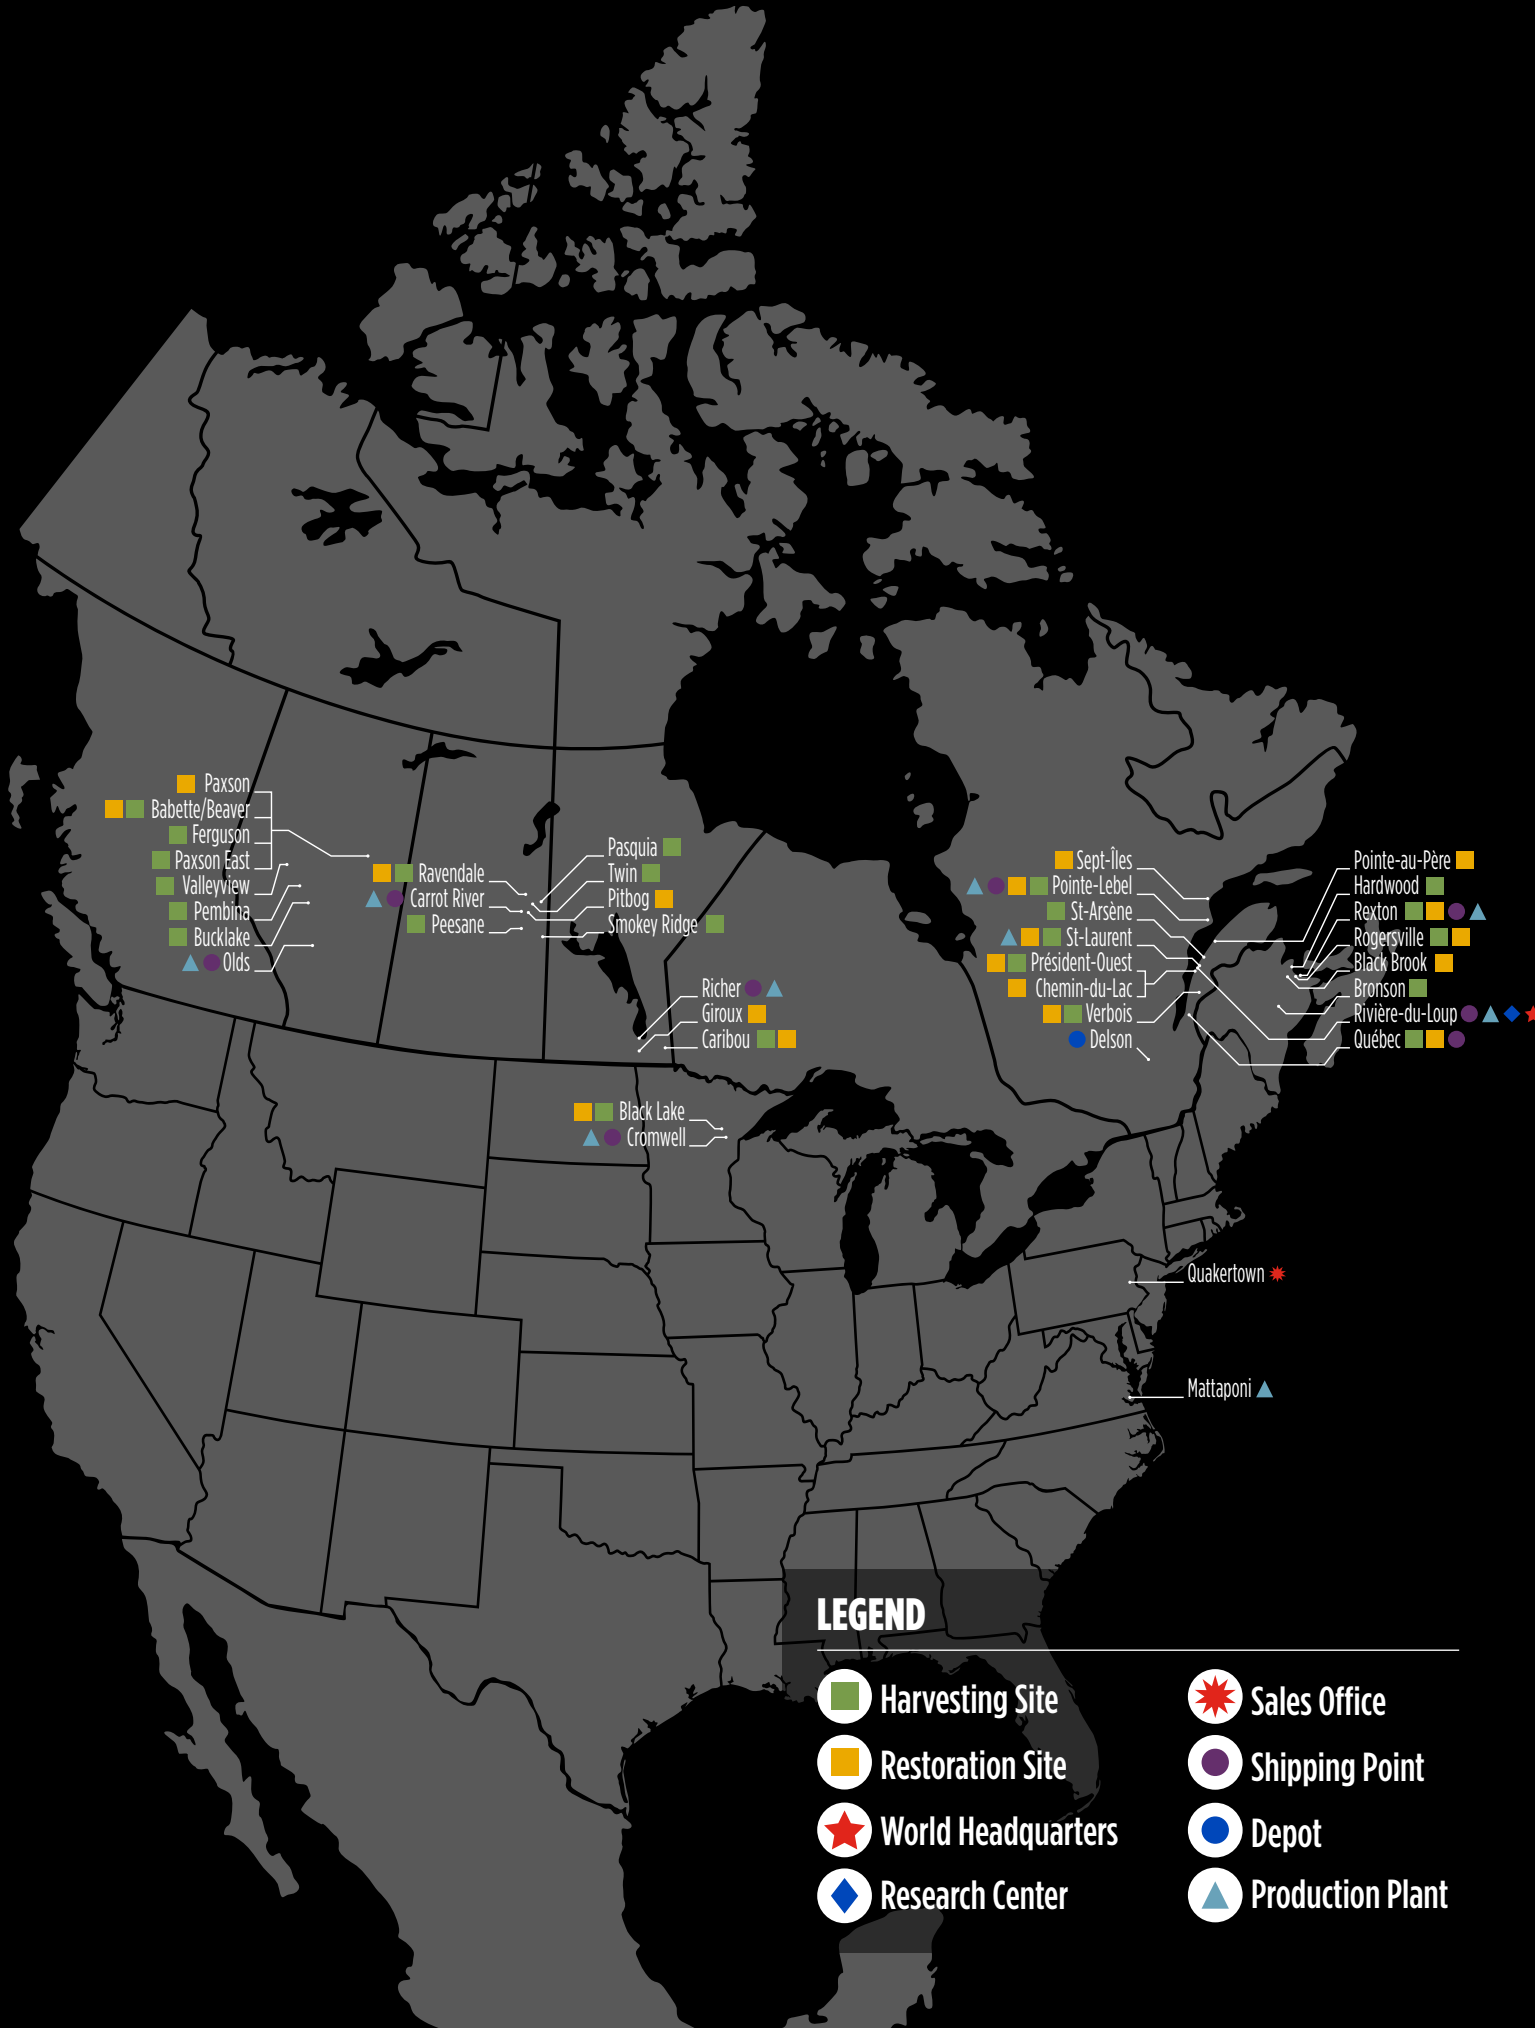 Paxson
Babette/Beaver
Ferguson
Paxson East
Valleyview
Pembina
Bucklake
Olds
Ravendale
Carrot River
Peesane
Pasquia
Twin
Pitbog
Smokey Ridge
Richer
Giroux
Caribou
Black Lake
Cromwell
Sept-Îles
Pointe-Lebel
St-Arsène
St-Laurent
Président-Ouest
Chemin-du-Lac
Verbois
Delson
Pointe-au-Père
Hardwood
Rexton
Rogersville
Black Brook
Bronson
Rivière-du-Loup
Québec
Quakertown
Mattaponi
LEGEND
Harvesting Site
Restoration Site
World Headquarters
Research Center
Sales Office
Shipping Point
Depot
Production Plant